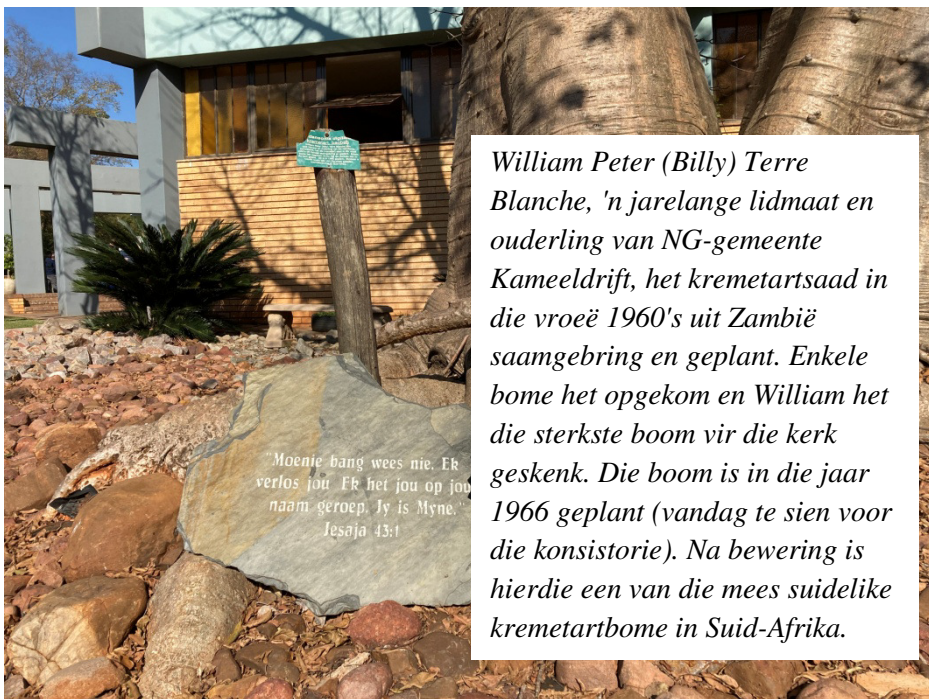 "Moenie bang wees nie. Ek
verlos jou. Ek het jou op jou
naam geroep. Jy is Myne."
Jesaja 43:1
William Peter (Billy) Terre
Blanche, 'n jarelange lidmaat en
ouderling van NG-gemeente
Kameeldrift, het kremetartsaad in
die vroeë 1960's uit Zambië
saamgebring en geplant. Enkele
bome het opgekom en William het
die sterkste boom vir die kerk
geskenk. Die boom is in die jaar
1966 geplant (vandag te sien voor
die konsistorie). Na bewering is
hierdie een van die mees suidelike
kremetartbome in Suid-Afrika.